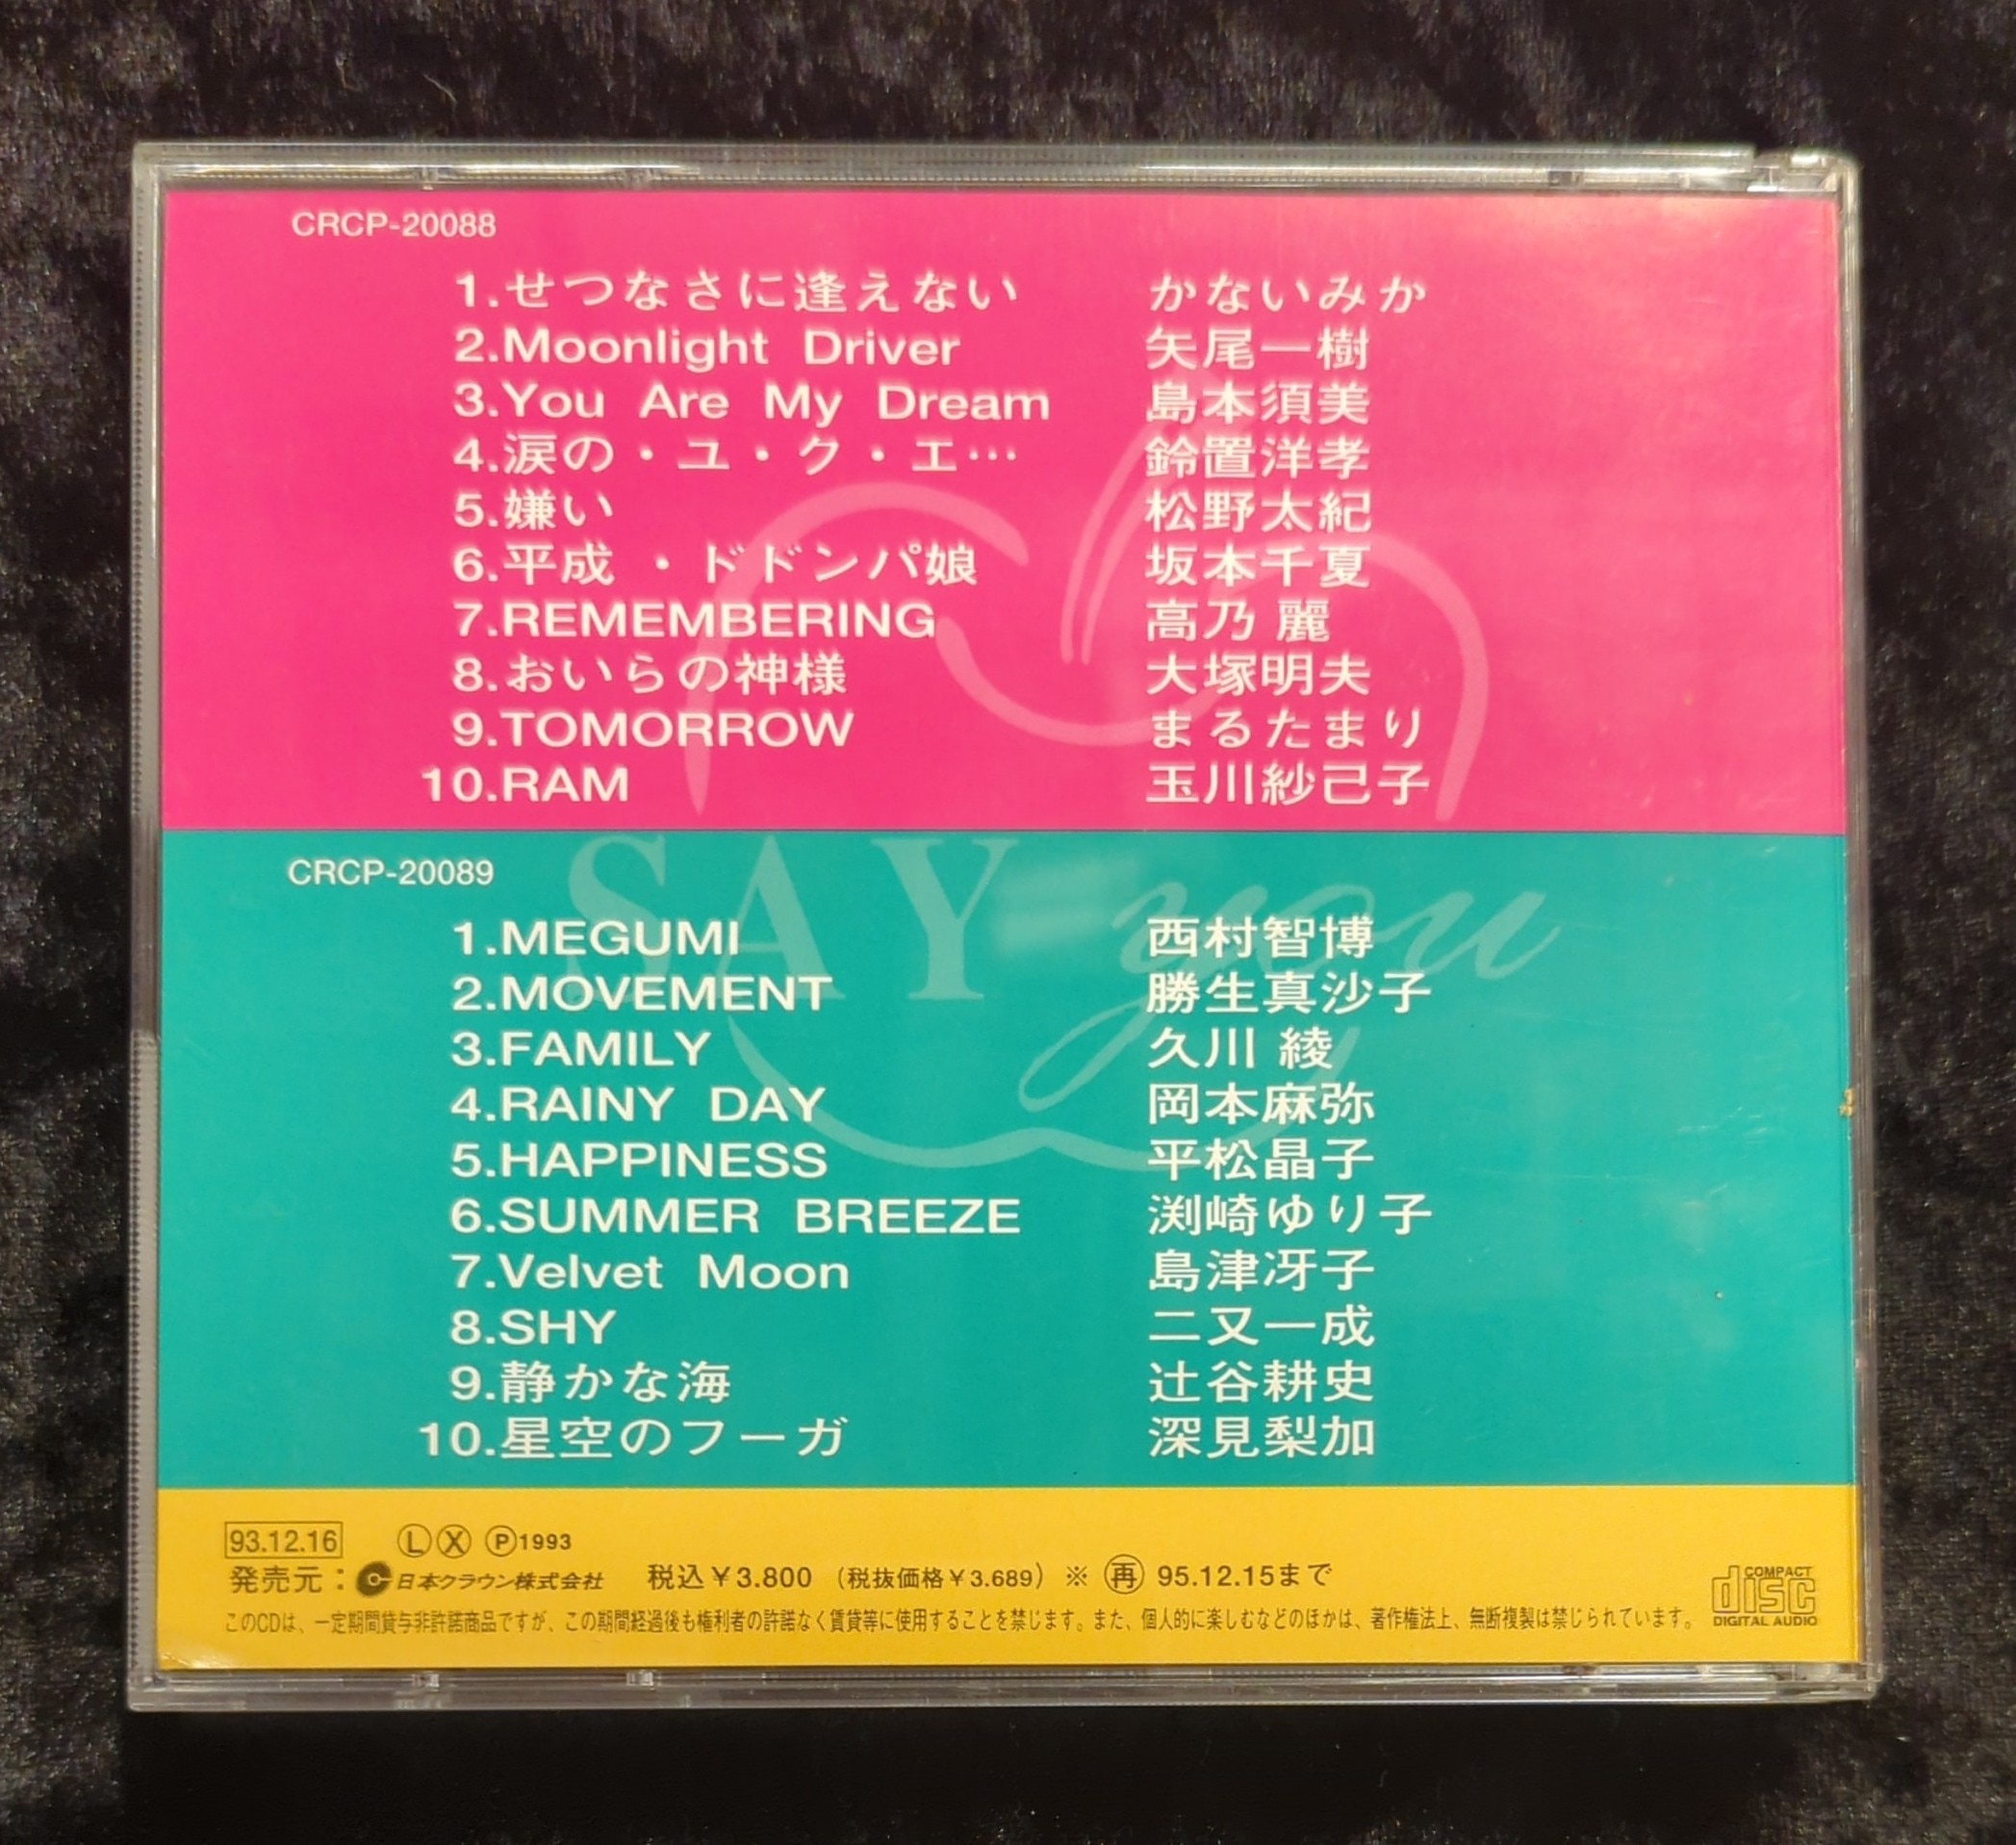 CRCP-20088
1.せつなさに逢えない かないみか
2.Moonlight Driver 矢尾一樹
3.You Are My Dream 島本須美
4.涙の・ユ・ク・エ… 鈴置洋孝
5.嫌い 松野太紀
6.平成・ドドンパ娘 坂本千夏
7.REMEMBERING 高乃 麗
8.おいらの神様 大塚明夫
9.TOMORROW まるたまり
10.RAM 玉川紗己子
SAY you
CRCP-20089
1.MEGUMI 西村智博
2.MOVEMENT 勝生真沙子
3.FAMILY 久川 綾
4.RAINY DAY 岡本麻弥
5.HAPPINESS 平松晶子
6.SUMMER BREEZE 渕崎ゆり子
7.Velvet Moon 島津冴子
8.SHY 二又一成
9.静かな海 辻谷耕史
10.星空のフーガ 深見梨加
93.12.16 Ⓛ Ⓧ Ⓟ1993
発売元：日本クラウン株式会社 税込￥3.800（税抜価格￥3.689）※ 再 95.12.15まで
このCDは、一定期間貸与非許諾商品ですが、この期間経過後も権利者の許諾なく賃貸等に使用することを禁じます。また、個人的に楽しむなどのほかは、著作権法上、無断複製は禁じられています。
COMPACT
disc
DIGITAL AUDIO